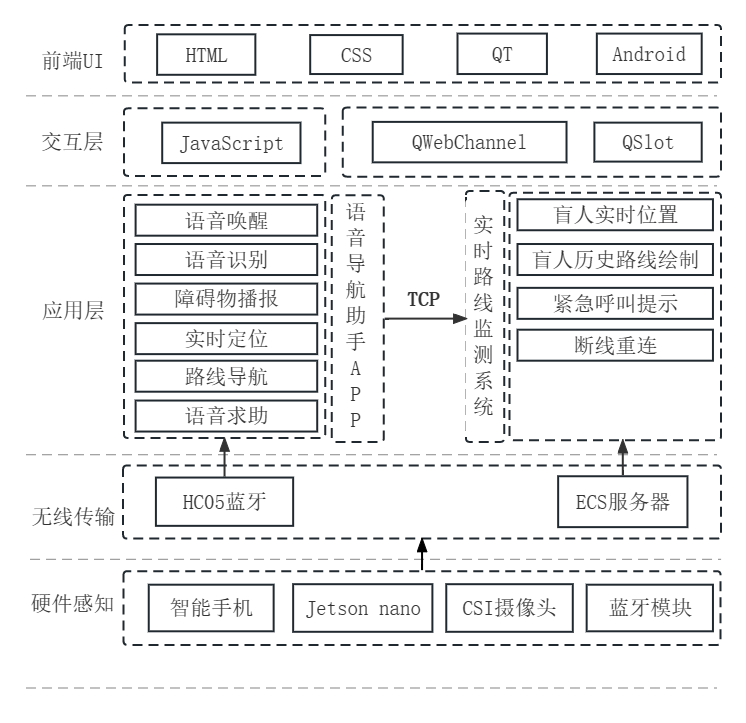 前端UI
HTML
CSS
QT
Android
交互层
JavaScript
QWebChannel
QSlot
应用层
语音唤醒
语音识别
障碍物播报
实时定位
路线导航
语音求助
语音导航助手APP
TCP
实时路线监测系统
盲人实时位置
盲人历史路线绘制
紧急呼叫提示
断线重连
无线传输
HC05蓝牙
ECS服务器
硬件感知
智能手机
Jetson nano
CSI摄像头
蓝牙模块